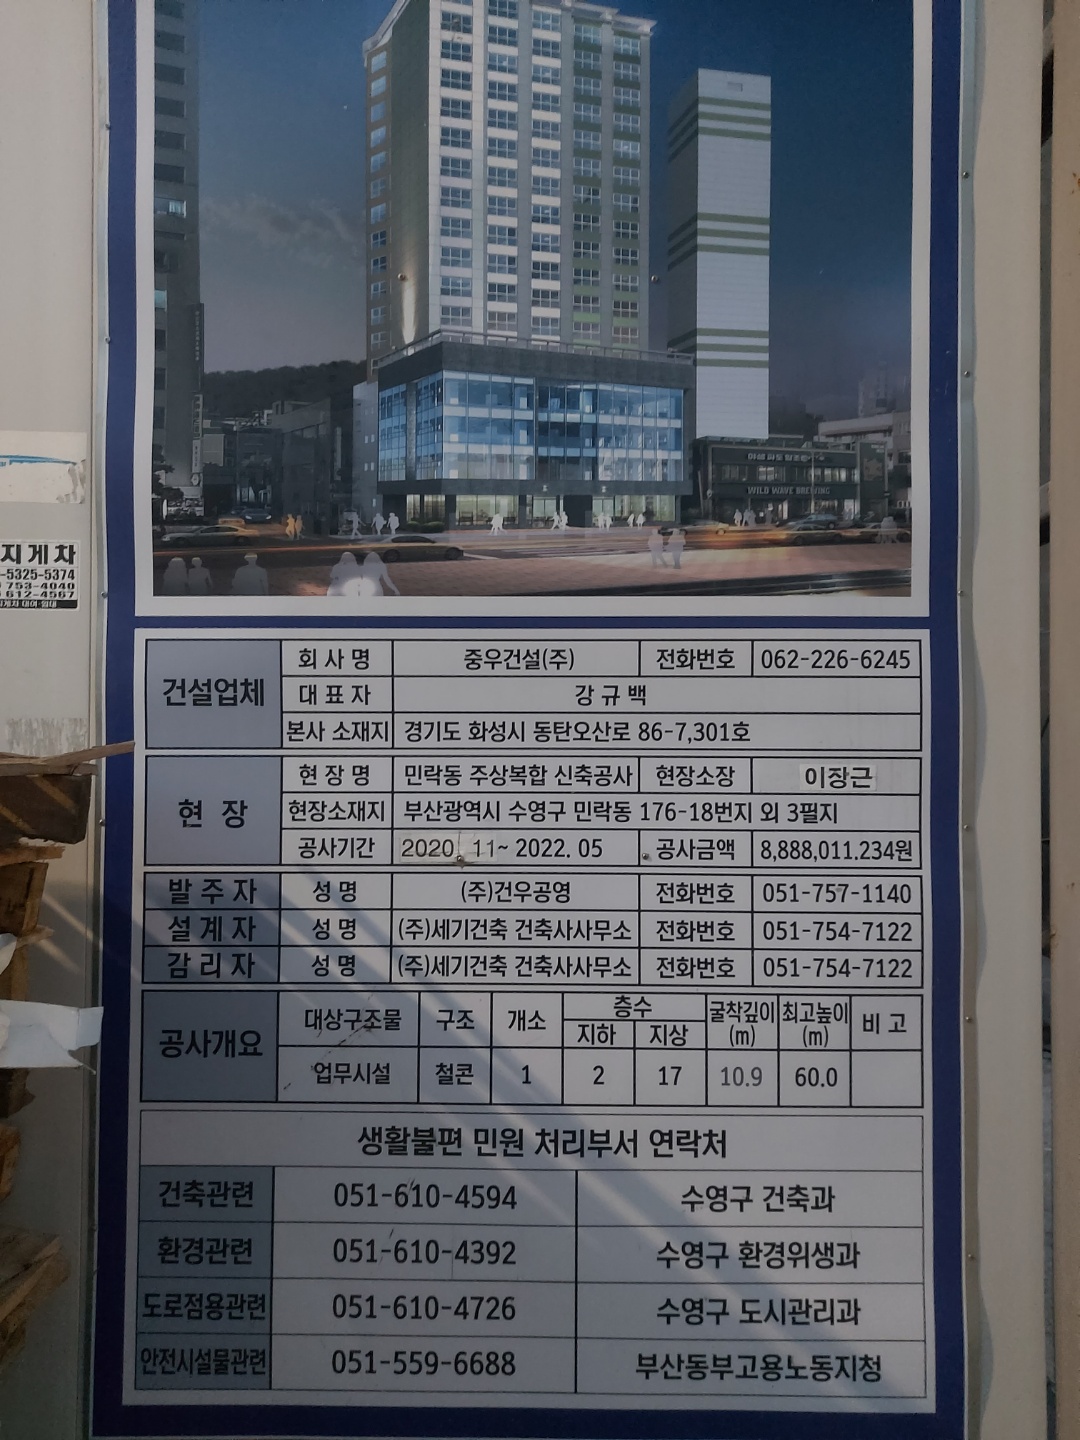 WILD WAVE BREWING
지게차
-5325-5374
753-4040
612-4567
지게차 대여·임대
건설업체 회사명 중우건설(주) 전화번호 062-226-6245
대표자 강규백
본사 소재지 경기도 화성시 동탄오산로 86-7,301호
현장 현장명 민락동 주상복합 신축공사 현장소장 이장근
현장소재지 부산광역시 수영구 민락동 176-18번지 외 3필지
공사기간 2020. 11~ 2022. 05 공사금액 8,888,011.234원
발주자 성명 (주)건우공영 전화번호 051-757-1140
설계자 성명 (주)세기건축 건축사사무소 전화번호 051-754-7122
감리자 성명 (주)세기건축 건축사사무소 전화번호 051-754-7122
공사개요 대상구조물 구조 개소 층수 굴착깊이(m) 최고높이(m) 비고
지하 지상
업무시설 철콘 1 2 17 10.9 60.0
생활불편 민원 처리부서 연락처
건축관련 051-610-4594 수영구 건축과
환경관련 051-610-4392 수영구 환경위생과
도로점용관련 051-610-4726 수영구 도시관리과
안전시설물관련 051-559-6688 부산동부고용노동지청